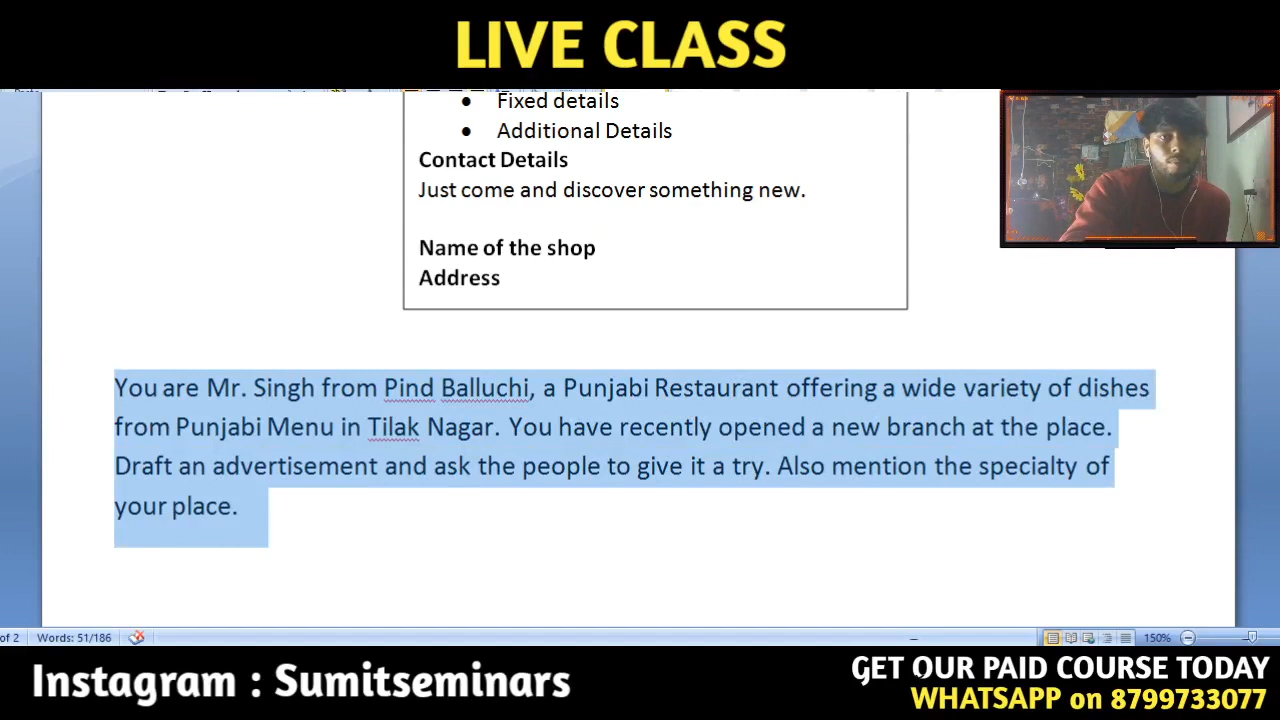 LIVE CLASS
• Fixed details
• Additional Details
Contact Details
Just come and discover something new.
Name of the shop
Address
You are Mr. Singh from Pind Balluchi, a Punjabi Restaurant offering a wide variety of dishes
from Punjabi Menu in Tilak Nagar. You have recently opened a new branch at the place.
Draft an advertisement and ask the people to give it a try. Also mention the specialty of
your place.
of 2 Words: 51/186 150%
Instagram : Sumitseminars
GET OUR PAID COURSE TODAY
WHATSAPP on 8799733077